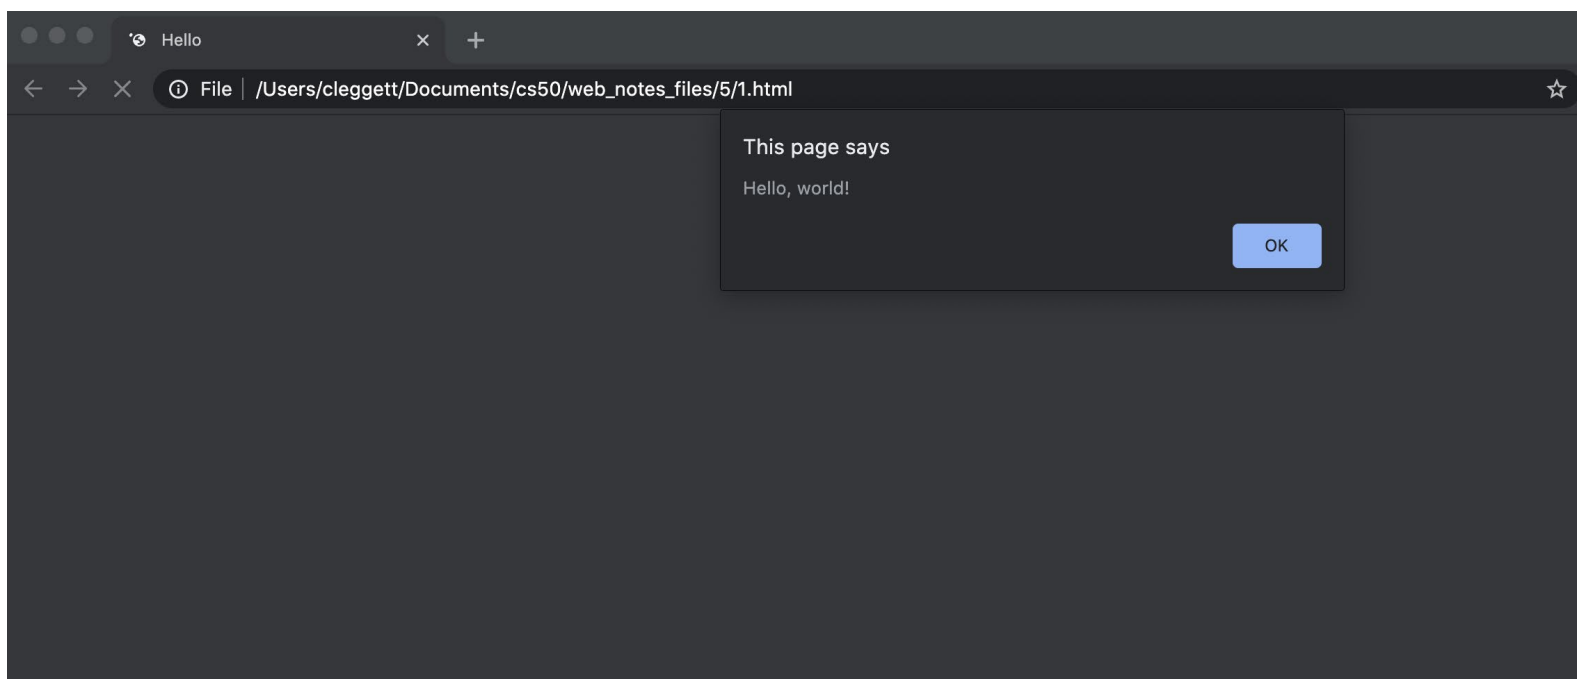 Hello
File /Users/cleggett/Documents/cs50/web_notes_files/5/1.html
This page says
Hello, world!
OK